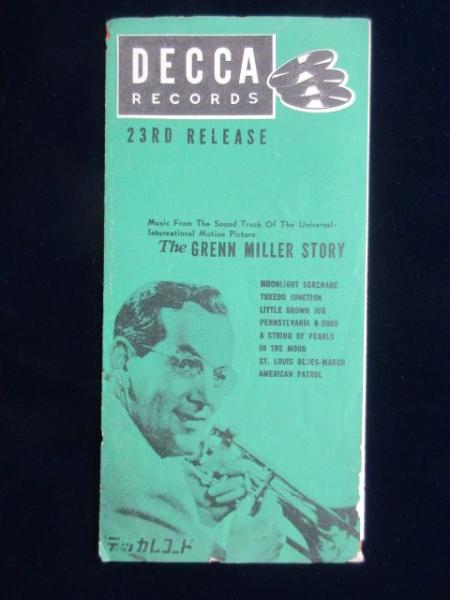 DECCA
RECORDS
23RD RELEASE
Music From The Sound Track Of The Universal-
International Motion Picture
The GRENN MILLER STORY
MOONLIGHT SERENADE
TUXEDO JUNCTION
LITTLE BROWN JUG
PENNSYLVANIA 6-5000
A STRING OF PEARLS
IN THE MOOD
ST. LOUIS BLUES-MARCH
AMERICAN PATROL
デッカレコード